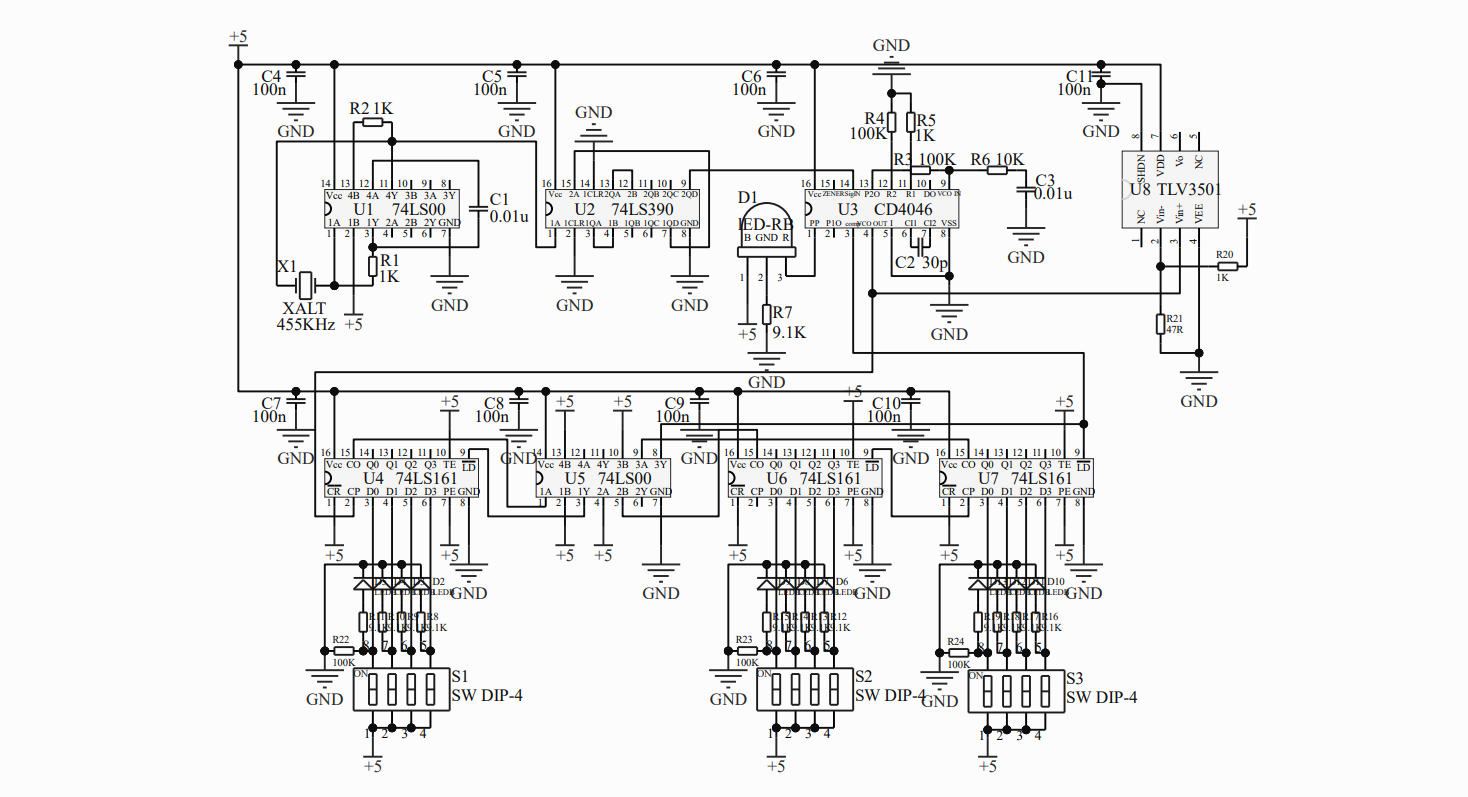 +5
GND
C4
100n
GND
C5
100n
GND
C6
100n
GND
C11
100n
GND
R2 1K
GND
R4
100K
R5
1K
R3 100K
R6 10K
C3
0.01u
GND
14 13 12 11 10 9 8
Vcc 4B 4A 4Y 3B 3A 3Y
U1 74LS00
1A 1B 1Y 2A 2B 2Y GND
1 2 3 4 5 6 7
C1
0.01u
R1
1K
X1
XALT
455KHz
+5
GND
16 15 14 13 12 11 10 9
Vcc 2A 1CLR 2QA 2B 2QB 2QC 2QD
U2 74LS390
1A 1CLR 1QA 1B 1QB 1QC 1QD GND
1 2 3 4 5 6 7 8
GND
GND
D1
lED-RB
B GND R
1 2 3
+5
R7
9.1K
GND
16 15 14 13 12 11 10 9
Vcc ZENER SigIN P2O R2 R1 DO VCO IN
U3 CD4046
PP P1O comp VCO OUT I CI1 CI2 VSS
1 2 3 4 5 6 7 8
C2 30p
GND
8 7 6 5
SHDN VDD Vo NC
U8 TLV3501
NC Vin- Vin+ VEE
1 2 3 4
+5
R20
1K
R21
47R
GND
C7
100n
GND
+5
C8
100n
GND
+5
+5
C9
100n
GND
+5
C10
100n
GND
+5
16 15 14 13 12 11 10 9
Vcc CO Q0 Q1 Q2 Q3 TE LD
U4 74LS161
CR CP D0 D1 D2 D3 PE GND
1 2 3 4 5 6 7 8
14 13 12 11 10 9 8
Vcc 4B 4A 4Y 3B 3A 3Y
U5 74LS00
1A 1B 1Y 2A 2B 2Y GND
1 2 3 4 5 6 7
16 15 14 13 12 11 10 9
Vcc CO Q0 Q1 Q2 Q3 TE LD
U6 74LS161
CR CP D0 D1 D2 D3 PE GND
1 2 3 4 5 6 7 8
16 15 14 13 12 11 10 9
Vcc CO Q0 Q1 Q2 Q3 TE LD
U7 74LS161
CR CP D0 D1 D2 D3 PE GND
1 2 3 4 5 6 7 8
+5
+5
+5
+5
+5
+5
+5
+5
GND
GND
GND
GND
D2
D6
D10
R8
9.1K
R12
9.1K
R16
9.1K
R22
100K
R23
100K
R24
100K
8 7 6 5
8 7 6 5
8 7 6 5
GND
ON
S1
SW DIP-4
GND
ON
S2
SW DIP-4
GND
ON
S3
SW DIP-4
1 2 3 4
1 2 3 4
1 2 3 4
+5
+5
+5